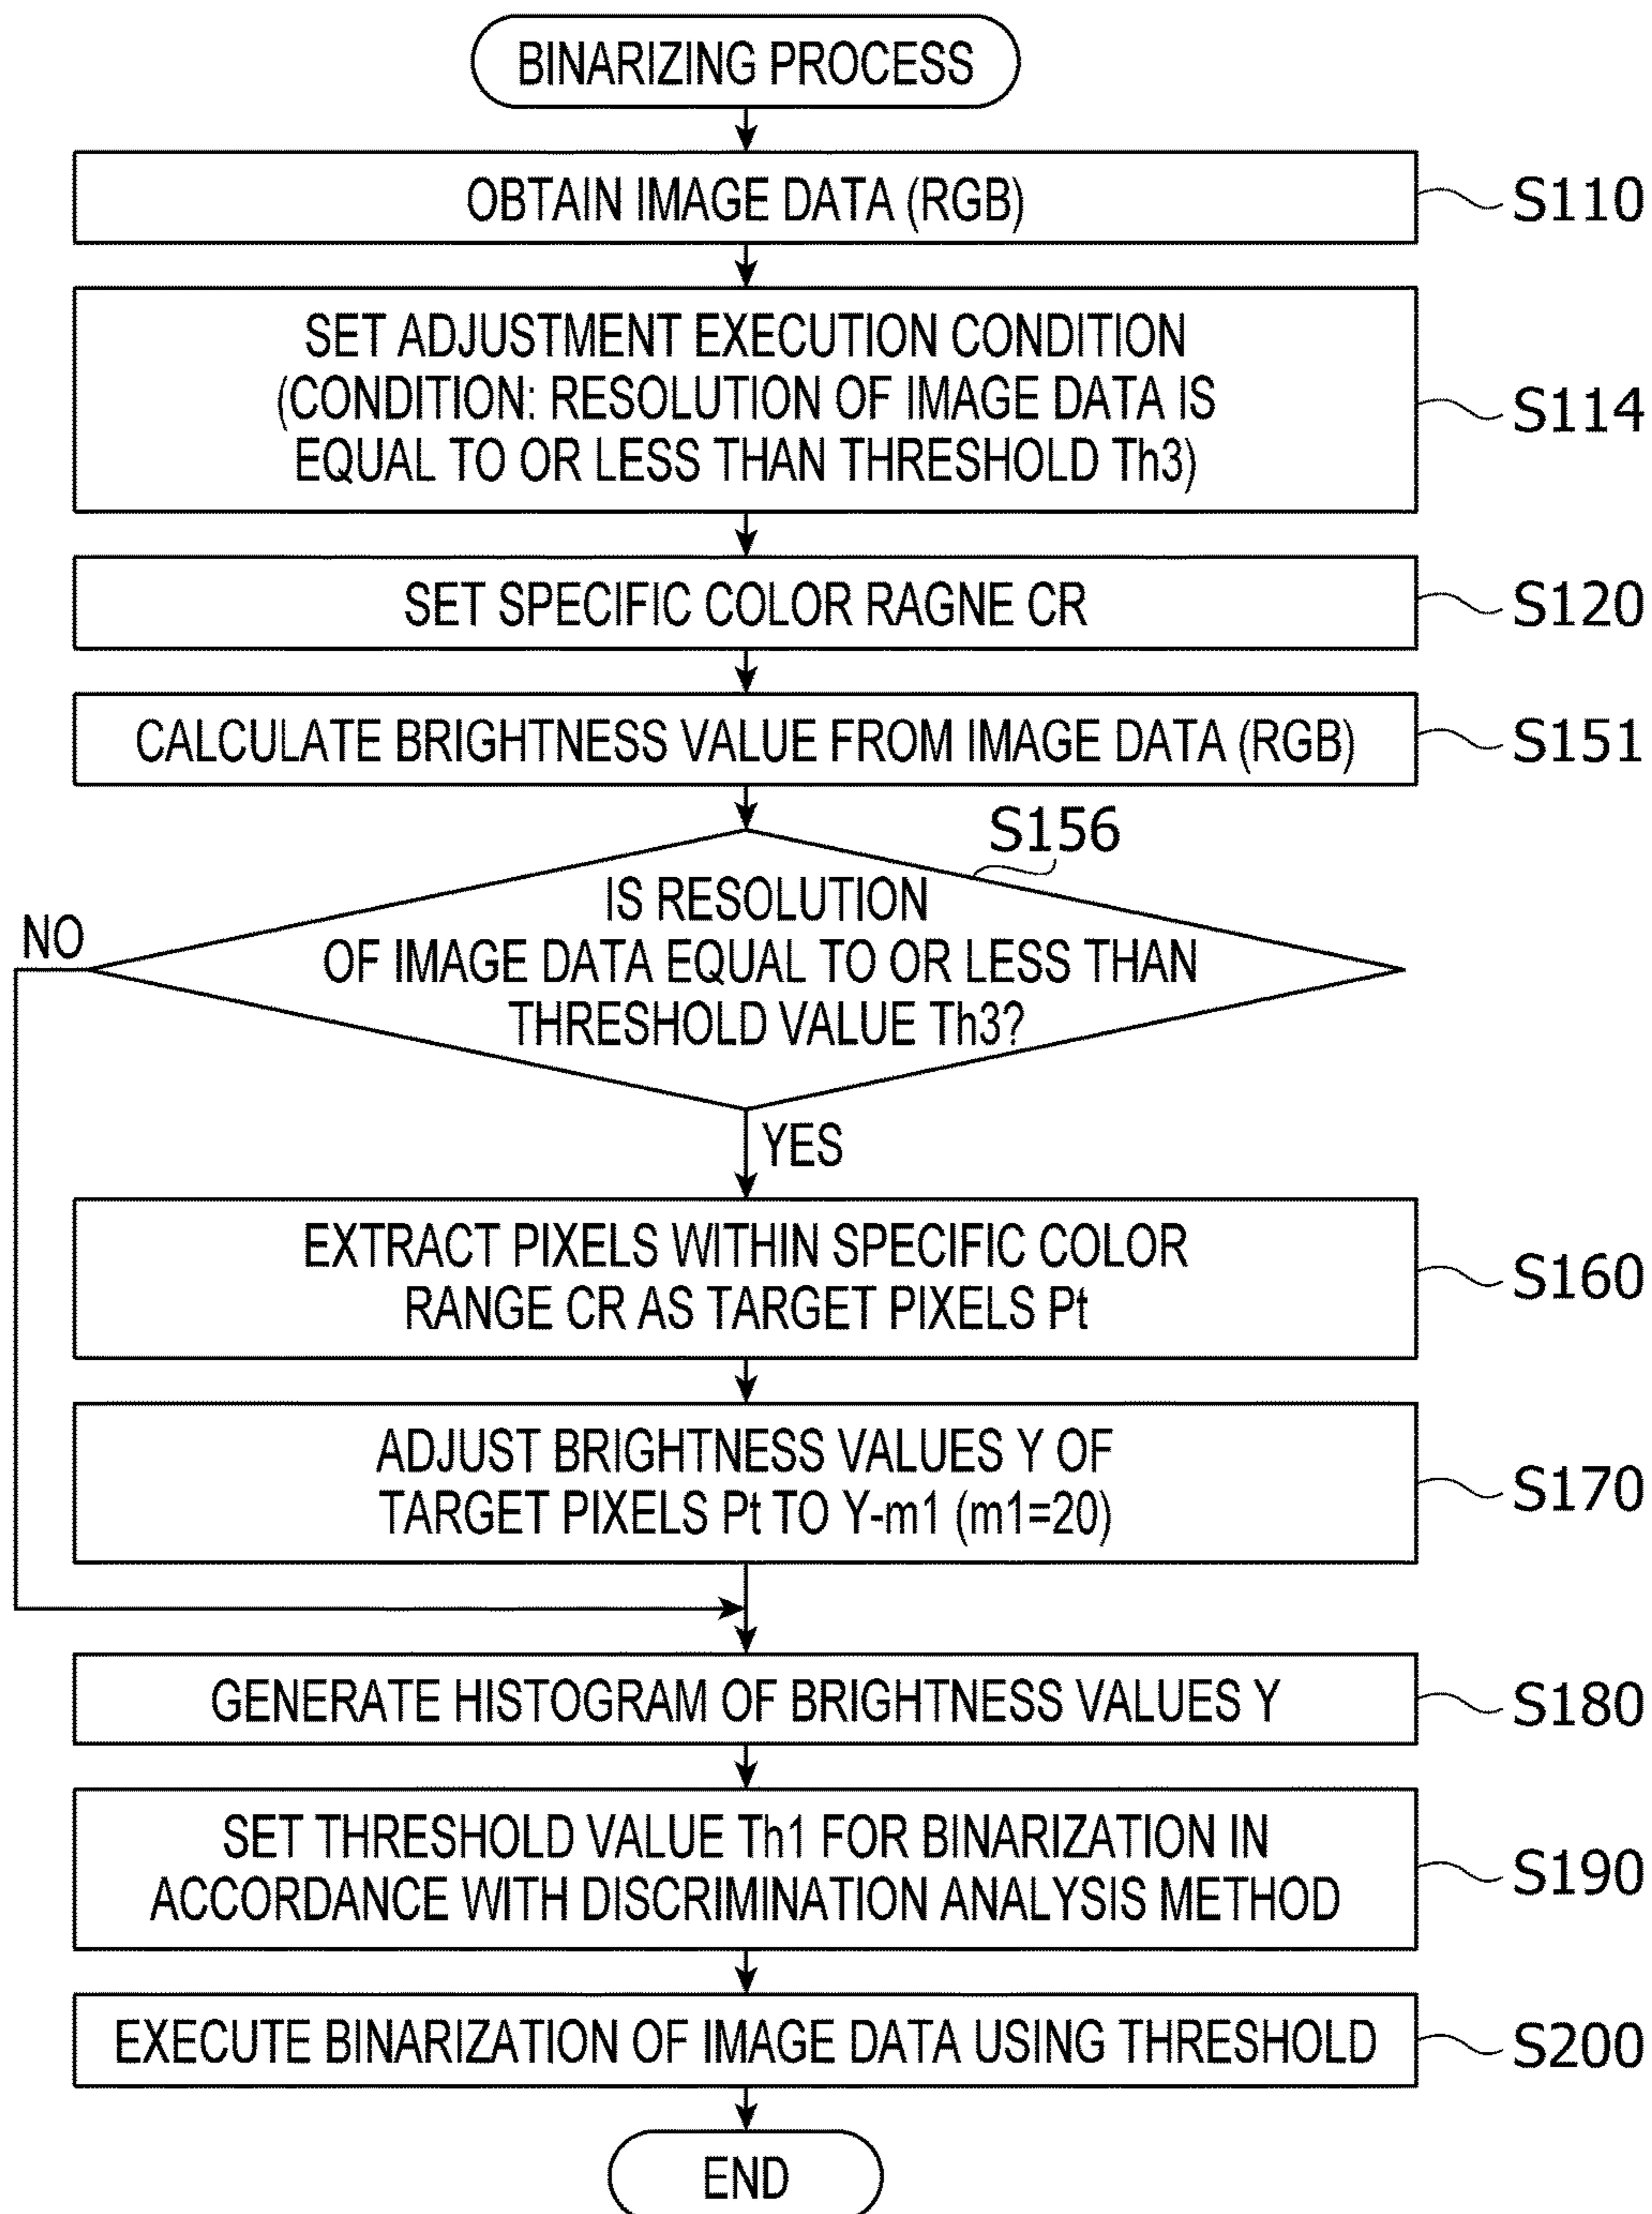 BINARIZING PROCESS
OBTAIN IMAGE DATA (RGB)
S110
SET ADJUSTMENT EXECUTION CONDITION
(CONDITION: RESOLUTION OF IMAGE DATA IS
EQUAL TO OR LESS THAN THRESHOLD Th3)
S114
SET SPECIFIC COLOR RAGNE CR
S120
CALCULATE BRIGHTNESS VALUE FROM IMAGE DATA (RGB)
S151
S156
IS RESOLUTION
OF IMAGE DATA EQUAL TO OR LESS THAN
THRESHOLD VALUE Th3?
NO
YES
EXTRACT PIXELS WITHIN SPECIFIC COLOR
RANGE CR AS TARGET PIXELS Pt
S160
ADJUST BRIGHTNESS VALUES Y OF
TARGET PIXELS Pt TO Y-m1 (m1=20)
S170
GENERATE HISTOGRAM OF BRIGHTNESS VALUES Y
S180
SET THRESHOLD VALUE Th1 FOR BINARIZATION IN
ACCORDANCE WITH DISCRIMINATION ANALYSIS METHOD
S190
EXECUTE BINARIZATION OF IMAGE DATA USING THRESHOLD
S200
END